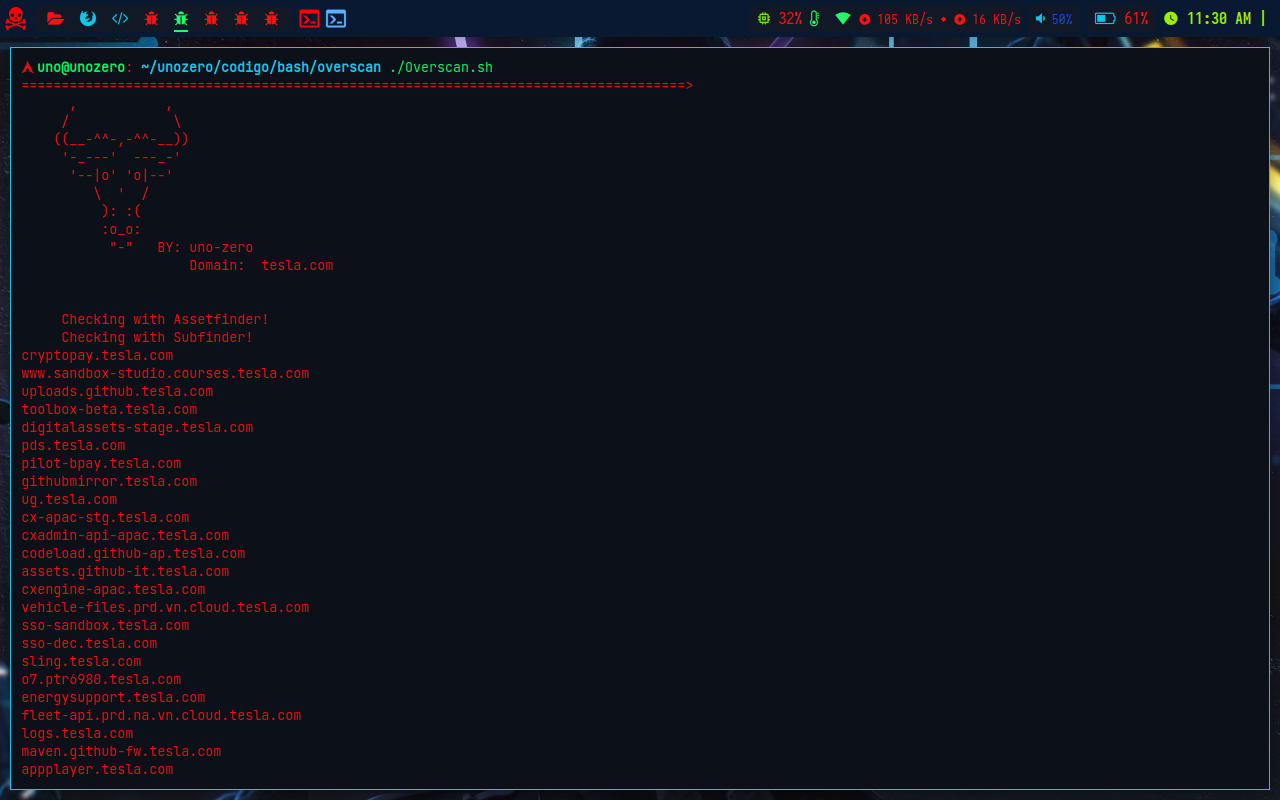 32% 105 KB/s • 16 KB/s 50% 61% 11:30 AM |
uno@unozero: ~/unozero/codigo/bash/overscan ./Overscan.sh
===================================================================================>
      ,           ,
     /             \
    ((__-^^-,-^^-__))
     '-_---'  ---_-'
      '--|o' 'o|--'
         \  '  /
          ): :(
          :o_o:
           "-"   BY: uno-zero
                     Domain:  tesla.com
     Checking with Assetfinder!
     Checking with Subfinder!
cryptopay.tesla.com
www.sandbox-studio.courses.tesla.com
uploads.github.tesla.com
toolbox-beta.tesla.com
digitalassets-stage.tesla.com
pds.tesla.com
pilot-bpay.tesla.com
githubmirror.tesla.com
ug.tesla.com
cx-apac-stg.tesla.com
cxadmin-api-apac.tesla.com
codeload.github-ap.tesla.com
assets.github-it.tesla.com
cxengine-apac.tesla.com
vehicle-files.prd.vn.cloud.tesla.com
sso-sandbox.tesla.com
sso-dec.tesla.com
sling.tesla.com
o7.ptr6980.tesla.com
energysupport.tesla.com
fleet-api.prd.na.vn.cloud.tesla.com
logs.tesla.com
maven.github-fw.tesla.com
appplayer.tesla.com